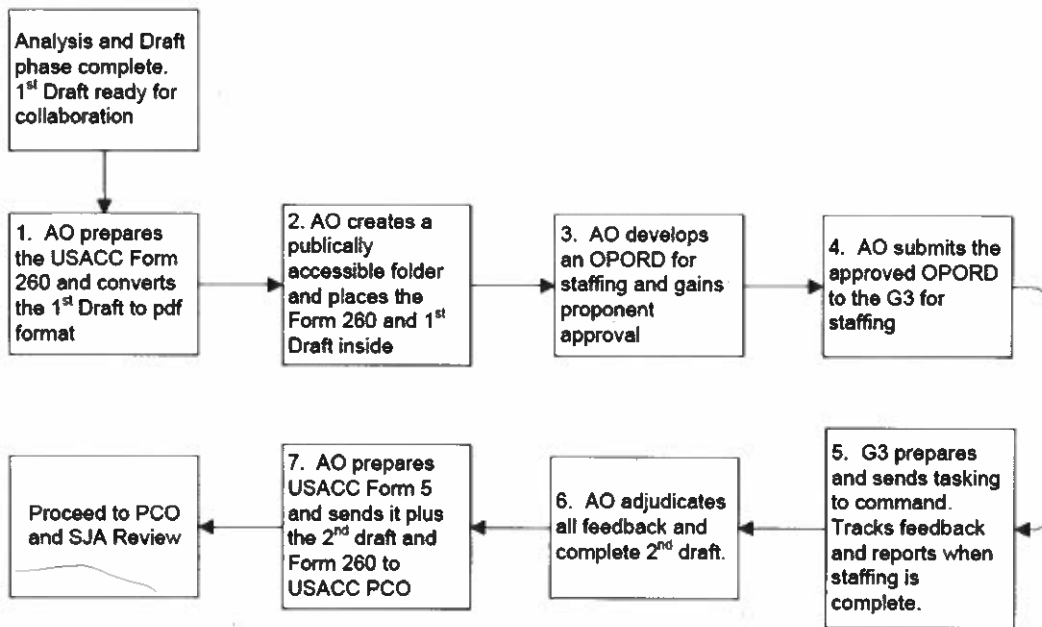 Analysis and Draft
phase complete.
1st Draft ready for
collaboration
1. AO prepares
the USACC Form
260 and converts
the 1st Draft to pdf
format
2. AO creates a
publically
accessible folder
and places the
Form 260 and 1st
Draft inside
3. AO develops
an OPORD for
staffing and gains
proponent
approval
4. AO submits the
approved OPORD
to the G3 for
staffing
5. G3 prepares
and sends tasking
to command.
Tracks feedback
and reports when
staffing is
complete.
6. AO adjudicates
all feedback and
complete 2nd draft.
7. AO prepares
USACC Form 5
and sends it plus
the 2nd draft and
Form 260 to
USACC PCO
Proceed to PCO
and SJA Review